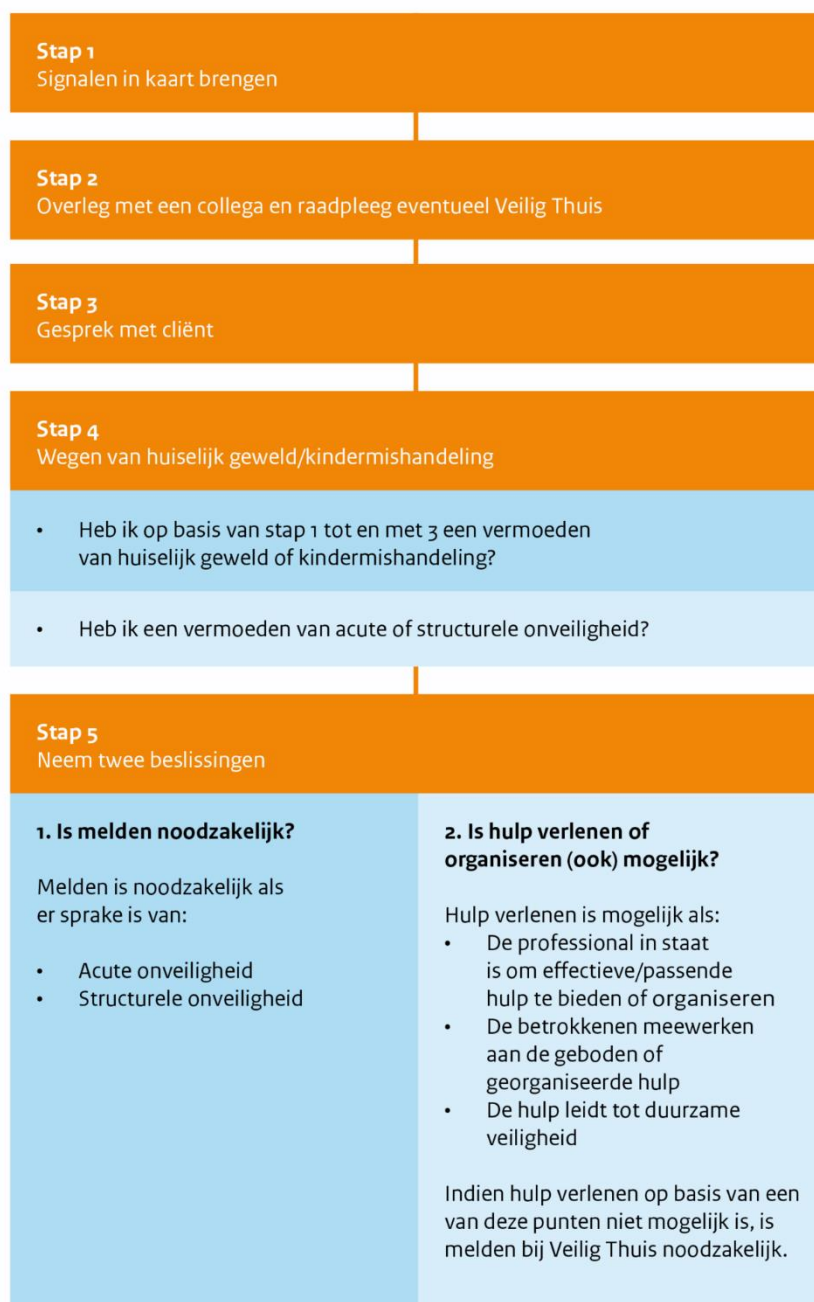 Stap 1
Signalen in kaart brengen
Stap 2
Overleg met een collega en raadpleeg eventueel Veilig Thuis
Stap 3
Gesprek met cliënt
Stap 4
Wegen van huiselijk geweld/kindermishandeling
• Heb ik op basis van stap 1 tot en met 3 een vermoeden
van huiselijk geweld of kindermishandeling?
• Heb ik een vermoeden van acute of structurele onveiligheid?
Stap 5
Neem twee beslissingen
1. Is melden noodzakelijk?
Melden is noodzakelijk als
er sprake is van:
• Acute onveiligheid
• Structurele onveiligheid
2. Is hulp verlenen of
organiseren (ook) mogelijk?
Hulp verlenen is mogelijk als:
• De professional in staat
is om effectieve/passende
hulp te bieden of organiseren
• De betrokkenen meewerken
aan de geboden of
georganiseerde hulp
• De hulp leidt tot duurzame
veiligheid
Indien hulp verlenen op basis van een
van deze punten niet mogelijk is, is
melden bij Veilig Thuis noodzakelijk.